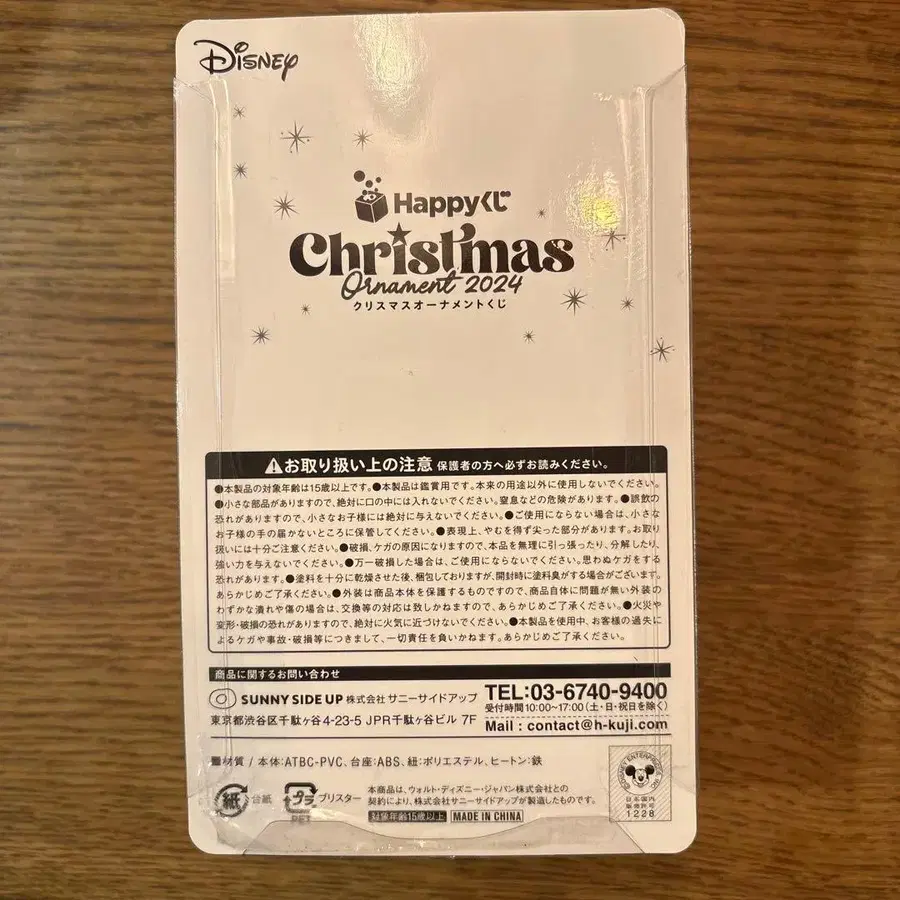 Disney
Happyくじ
Christmas
Ornament 2024
クリスマスオーナメントくじ
お取り扱い上の注意 保護者の方へ必ずお読みください。
●本製品の対象年齢は15歳以上です。●本製品は鑑賞用です。本来の用途以外に使用しないでください。
●小さな部品がありますので、絶対に口の中には入れないでください。窒息などの危険があります。●誤飲の
恐れがありますので、小さなお子様には絶対に与えないでください。●ご使用にならない場合は、小さな
お子様の手の届かないところに保管してください。●表現上、やむを得ず尖った部分があります。お取り
扱いには十分ご注意ください。●破損、ケガの原因になりますので、本品を無理に引っ張ったり、分解したり、
強い力を与えないでください。●万一破損した場合は、ご使用にならないでください。思わぬケガをする
恐れがあります。●塗料を十分に乾燥させた後、梱包しておりますが、開封時に塗料臭がする場合がございます。
あらかじめご了承ください。●外装は商品本体を保護するものですので、商品自体に問題が無い外装の
わずかな潰れや傷の場合は、交換等の対応は致しかねますので、あらかじめご了承ください。●火災や
変形・破損の恐れがありますので、絶対に火気に近づけないでください。●本製品を使用中、お客様の過失に
よるケガや事故・破損等につきまして、一切責任を負いかねます。あらかじめご了承ください。
商品に関するお問い合わせ
SUNNY SIDE UP 株式会社 サニーサイドアップ
東京都渋谷区千駄ヶ谷4-23-5 JPR千駄ヶ谷ビル 7F
TEL:03-6740-9400
受付時間10:00~17:00(土・日・祝日を除く)
Mail : contact@h-kuji.com
■材質 / 本体:ATBC-PVC、台座:ABS、紐:ポリエステル、ヒートン:鉄
紙 台紙
プラ ブリスター
PET
本商品は、ウォルト・ディズニー・ジャパン株式会社との
契約により、株式会社サニーサイドアップが製造したものです。
対象年齢15歳以上 MADE IN CHINA
日本国内
販売許可
1228